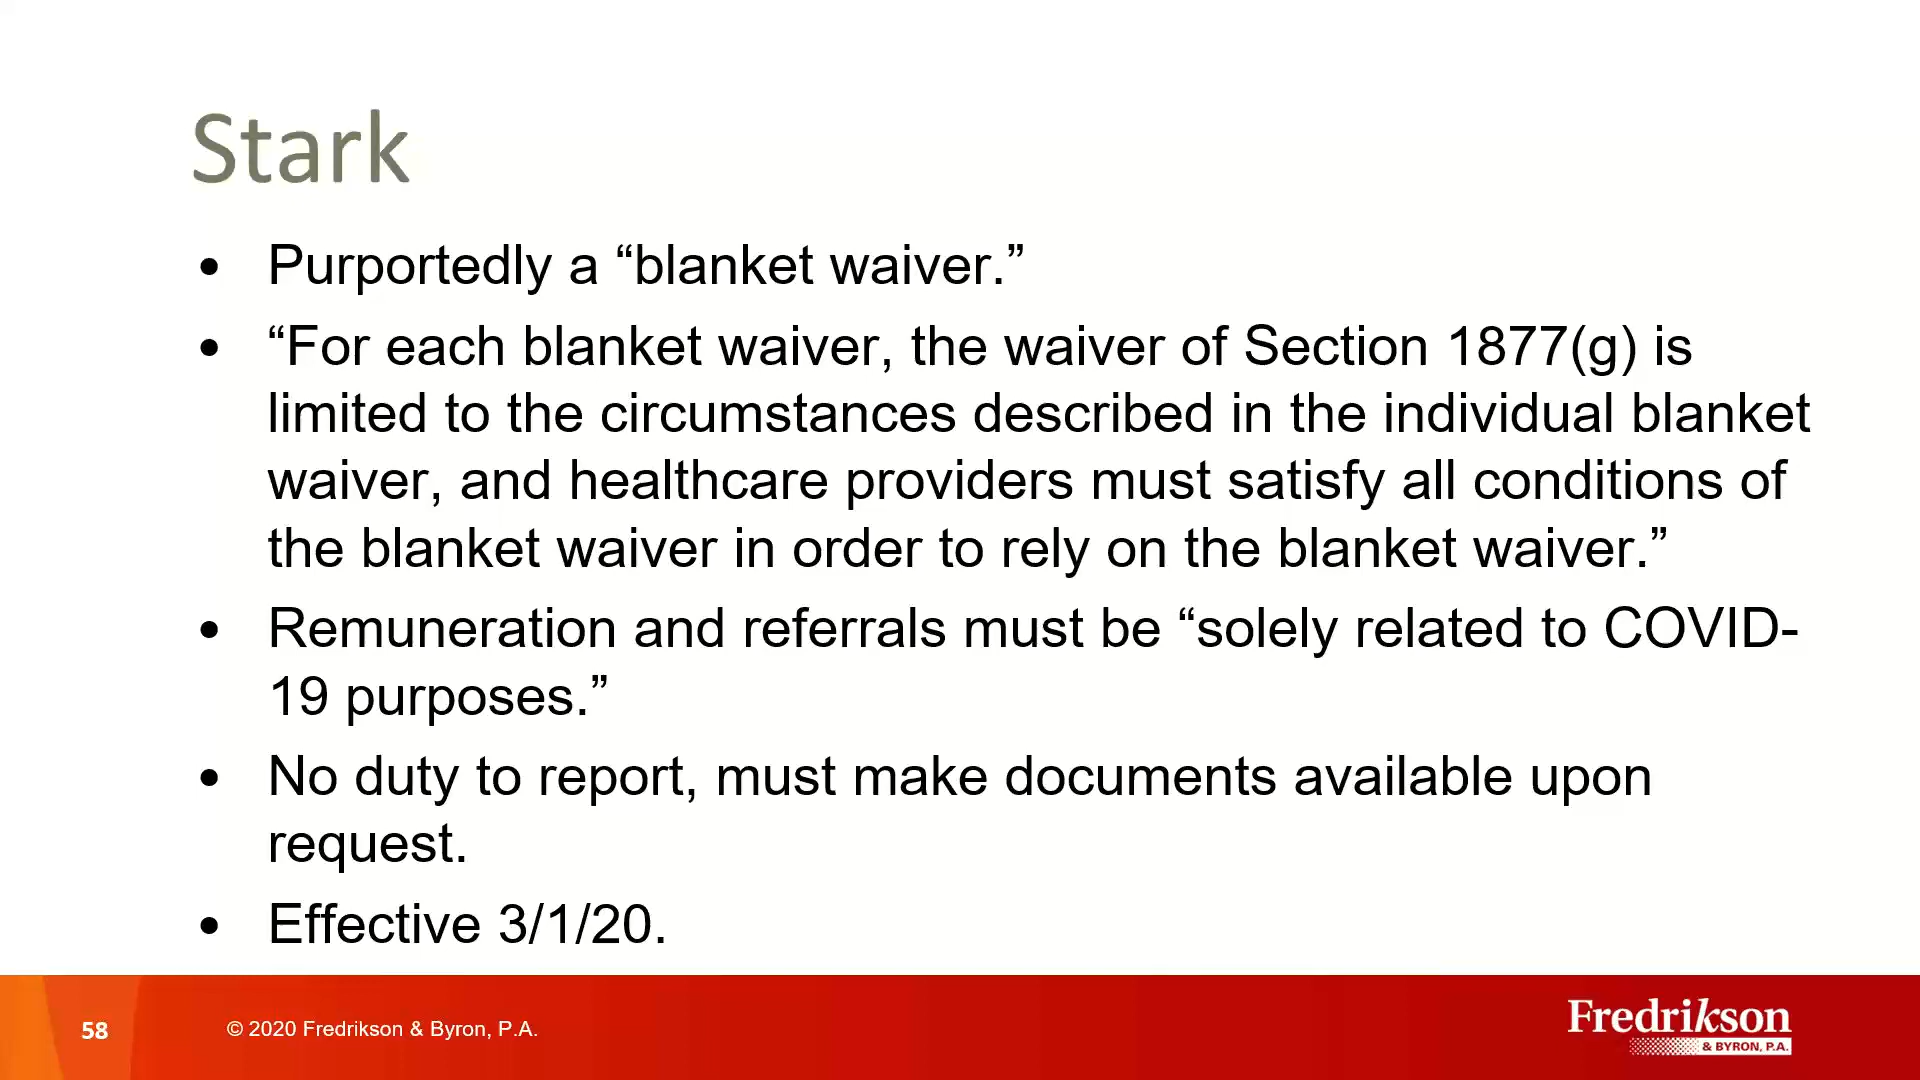 Stark
• Purportedly a “blanket waiver.”
• “For each blanket waiver, the waiver of Section 1877(g) is
limited to the circumstances described in the individual blanket
waiver, and healthcare providers must satisfy all conditions of
the blanket waiver in order to rely on the blanket waiver.”
• Remuneration and referrals must be “solely related to COVID-
19 purposes.”
• No duty to report, must make documents available upon
request.
• Effective 3/1/20.
58
© 2020 Fredrikson & Byron, P.A.
Fredrikson
& BYRON, P.A.